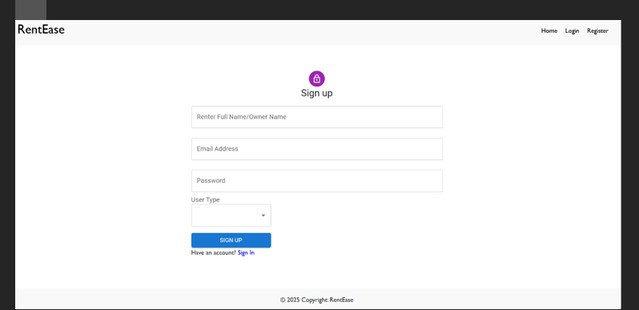 RentEase
Home Login Register
Sign up
Renter Full Name/Owner Name
Email Address
Password
User Type
SIGN UP
Have an account? Sign In
© 2025 Copyright: RentEase